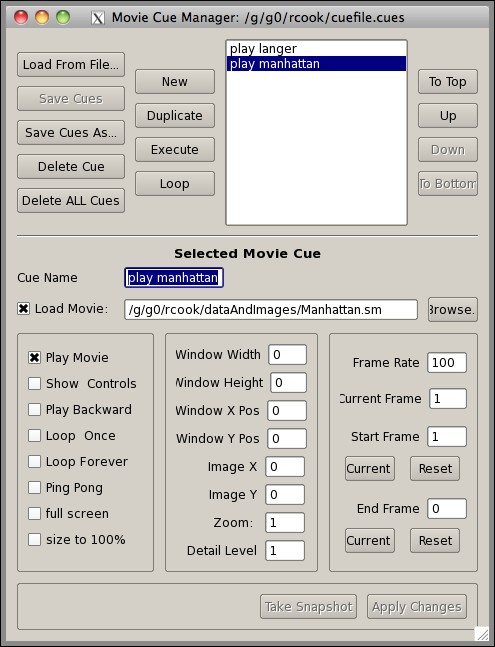 Movie Cue Manager: /g/g0/rcook/cuefile.cues
Load From File...
Save Cues
Save Cues As...
Delete Cue
Delete ALL Cues
New
Duplicate
Execute
Loop
play langer
play manhattan
To Top
Up
Down
To Bottom
Selected Movie Cue
Cue Name play manhattan
Load Movie: /g/g0/rcook/dataAndImages/Manhattan.sm Browse.
Play Movie
Show Controls
Play Backward
Loop Once
Loop Forever
Ping Pong
full screen
size to 100%
Window Width 0
Window Height 0
Window X Pos 0
Window Y Pos 0
Image X 0
Image Y 0
Zoom: 1
Detail Level 1
Frame Rate 100
Current Frame 1
Start Frame 1
Current Reset
End Frame 0
Current Reset
Take Snapshot Apply Changes